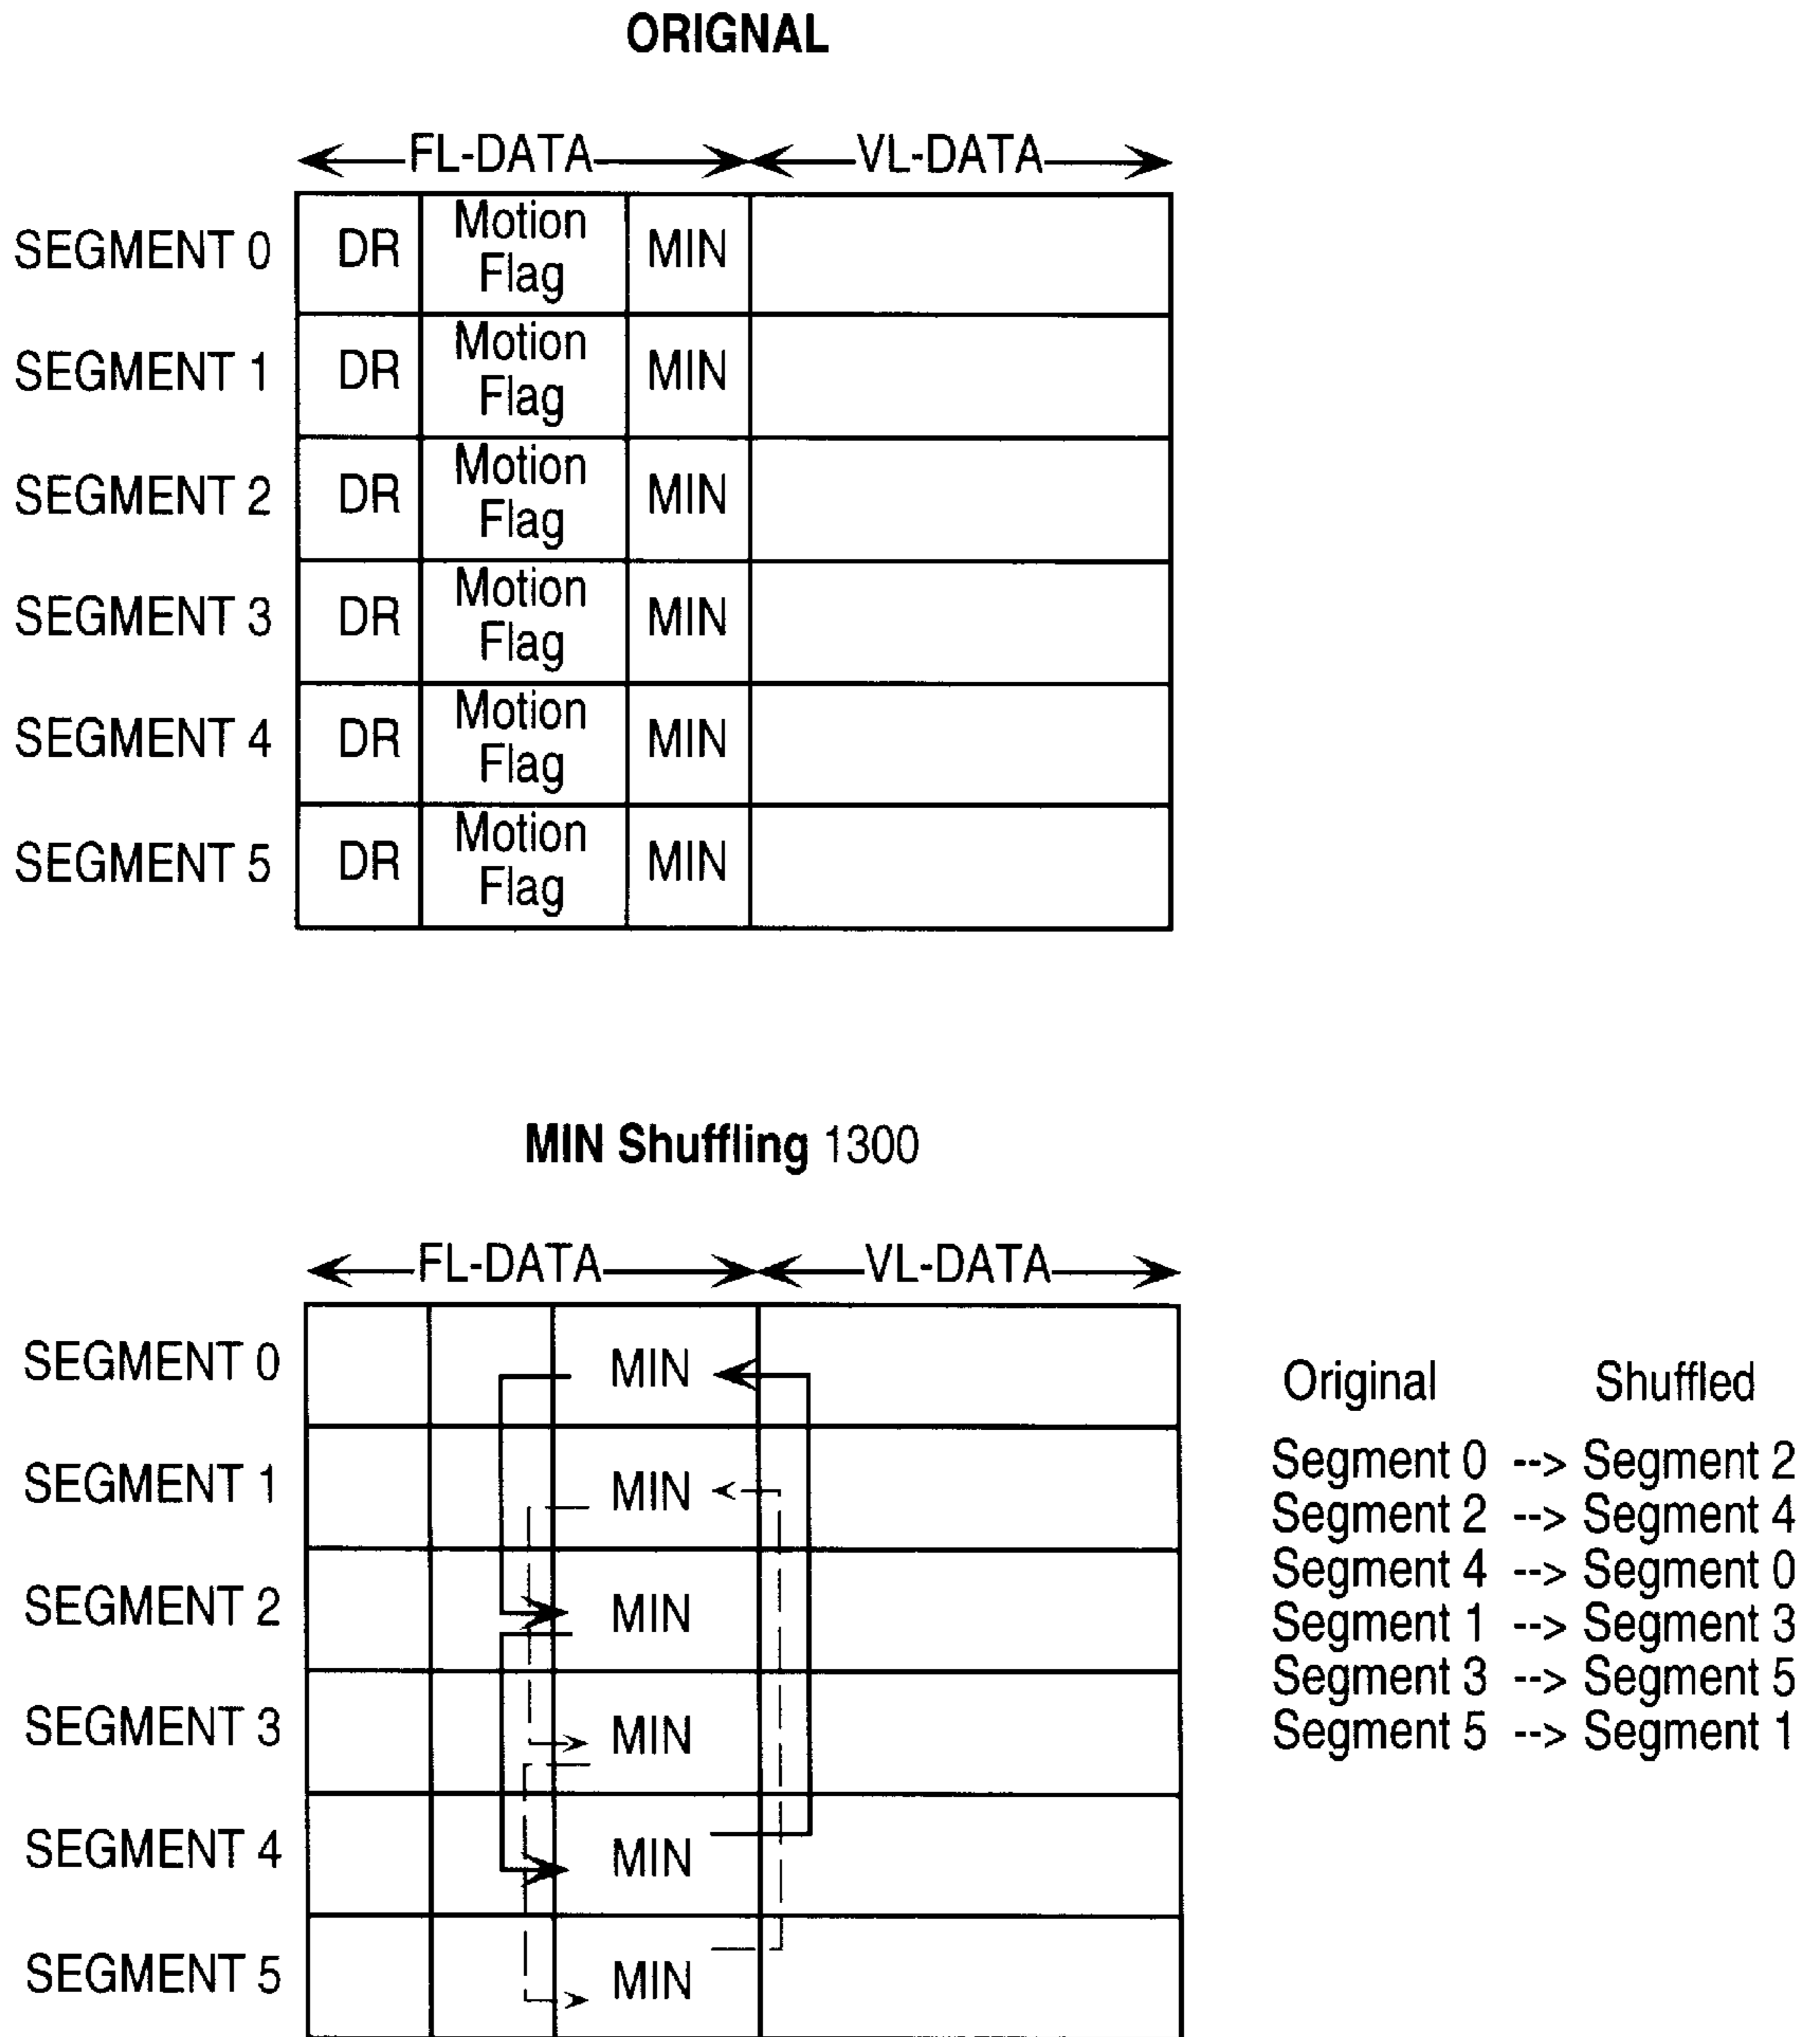 ORIGNAL
FL-DATA VL-DATA
SEGMENT 0 DR Motion Flag MIN
SEGMENT 1 DR Motion Flag MIN
SEGMENT 2 DR Motion Flag MIN
SEGMENT 3 DR Motion Flag MIN
SEGMENT 4 DR Motion Flag MIN
SEGMENT 5 DR Motion Flag MIN
MIN Shuffling 1300
FL-DATA VL-DATA
SEGMENT 0 MIN
SEGMENT 1 MIN
SEGMENT 2 MIN
SEGMENT 3 MIN
SEGMENT 4 MIN
SEGMENT 5 MIN
Original Shuffled
Segment 0 --> Segment 2
Segment 2 --> Segment 4
Segment 4 --> Segment 0
Segment 1 --> Segment 3
Segment 3 --> Segment 5
Segment 5 --> Segment 1